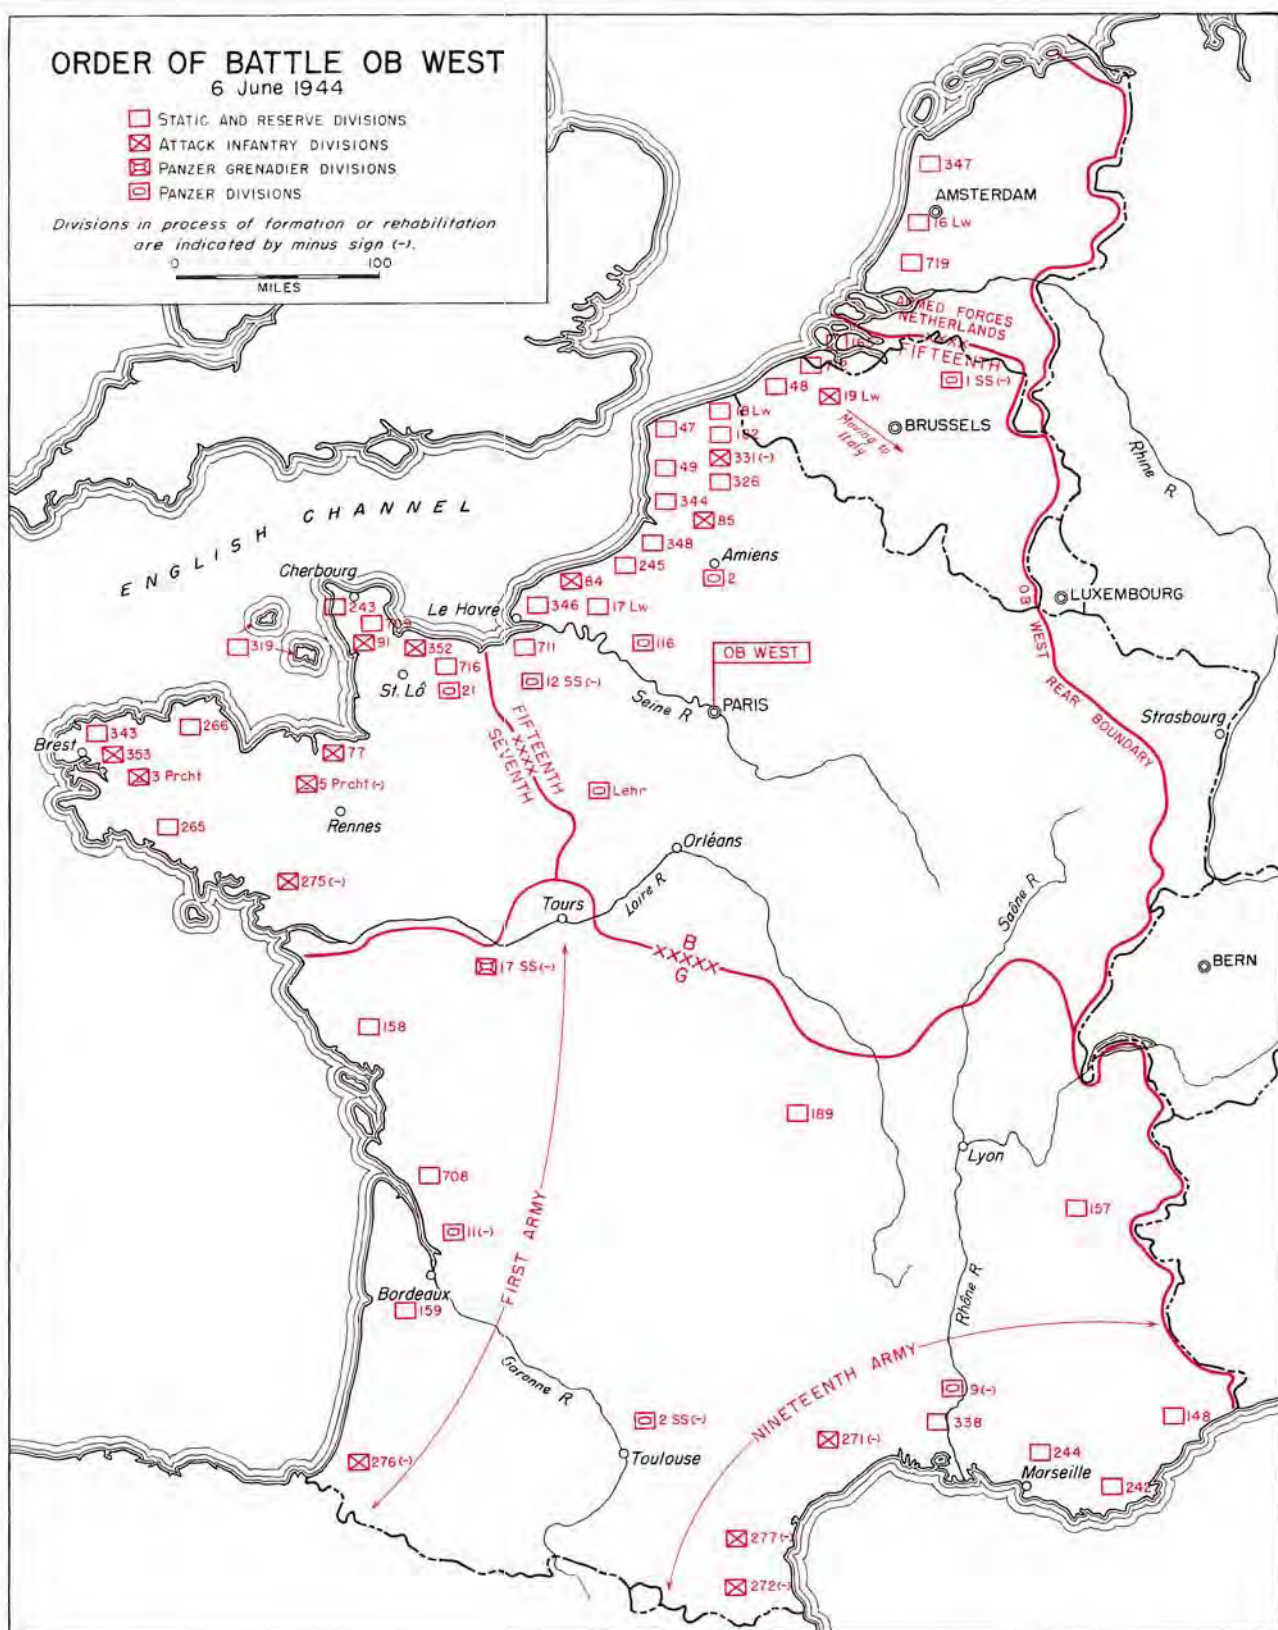 ORDER OF BATTLE OB WEST
6 June 1944
STATIC AND RESERVE DIVISIONS
ATTACK INFANTRY DIVISIONS
PANZER GRENADIER DIVISIONS
PANZER DIVISIONS
Divisions in process of formation or rehabilitation
are indicated by minus sign (-).
0 100
MILES
347
AMSTERDAM
16 Lw
719
ARMED FORCES
NETHERLANDS
XXXX
FIFTEENTH
1 SS (-)
48
19 Lw
Moving to
Italy
BRUSSELS
Rhine R
18 Lw
47
182
331(-)
49
326
344
85
348
Amiens
245
2
84
346
17 Lw
ENGLISH CHANNEL
Cherbourg
243
709
Le Havre
319
91
352
711
116
716
St. Lô
21
12 SS (-)
OB WEST
PARIS
Seine R
LUXEMBOURG
OB WEST REAR BOUNDARY
Strasbourg
266
343
Brest
353
77
3 Prcht
5 Prcht (-)
Rennes
265
FIFTEENTH
XXXX
SEVENTH
Lehr
Orléans
275 (-)
Tours
Loire R
Saône R
B
XXXXX
G
BERN
17 SS (-)
158
189
Lyon
708
157
11(-)
FIRST ARMY
Bordeaux
159
Rhône R
Garonne R
NINETEENTH ARMY
9(-)
2 SS (-)
338
148
271 (-)
276 (-)
Toulouse
244
Marseille
242
277(-)
272(-)